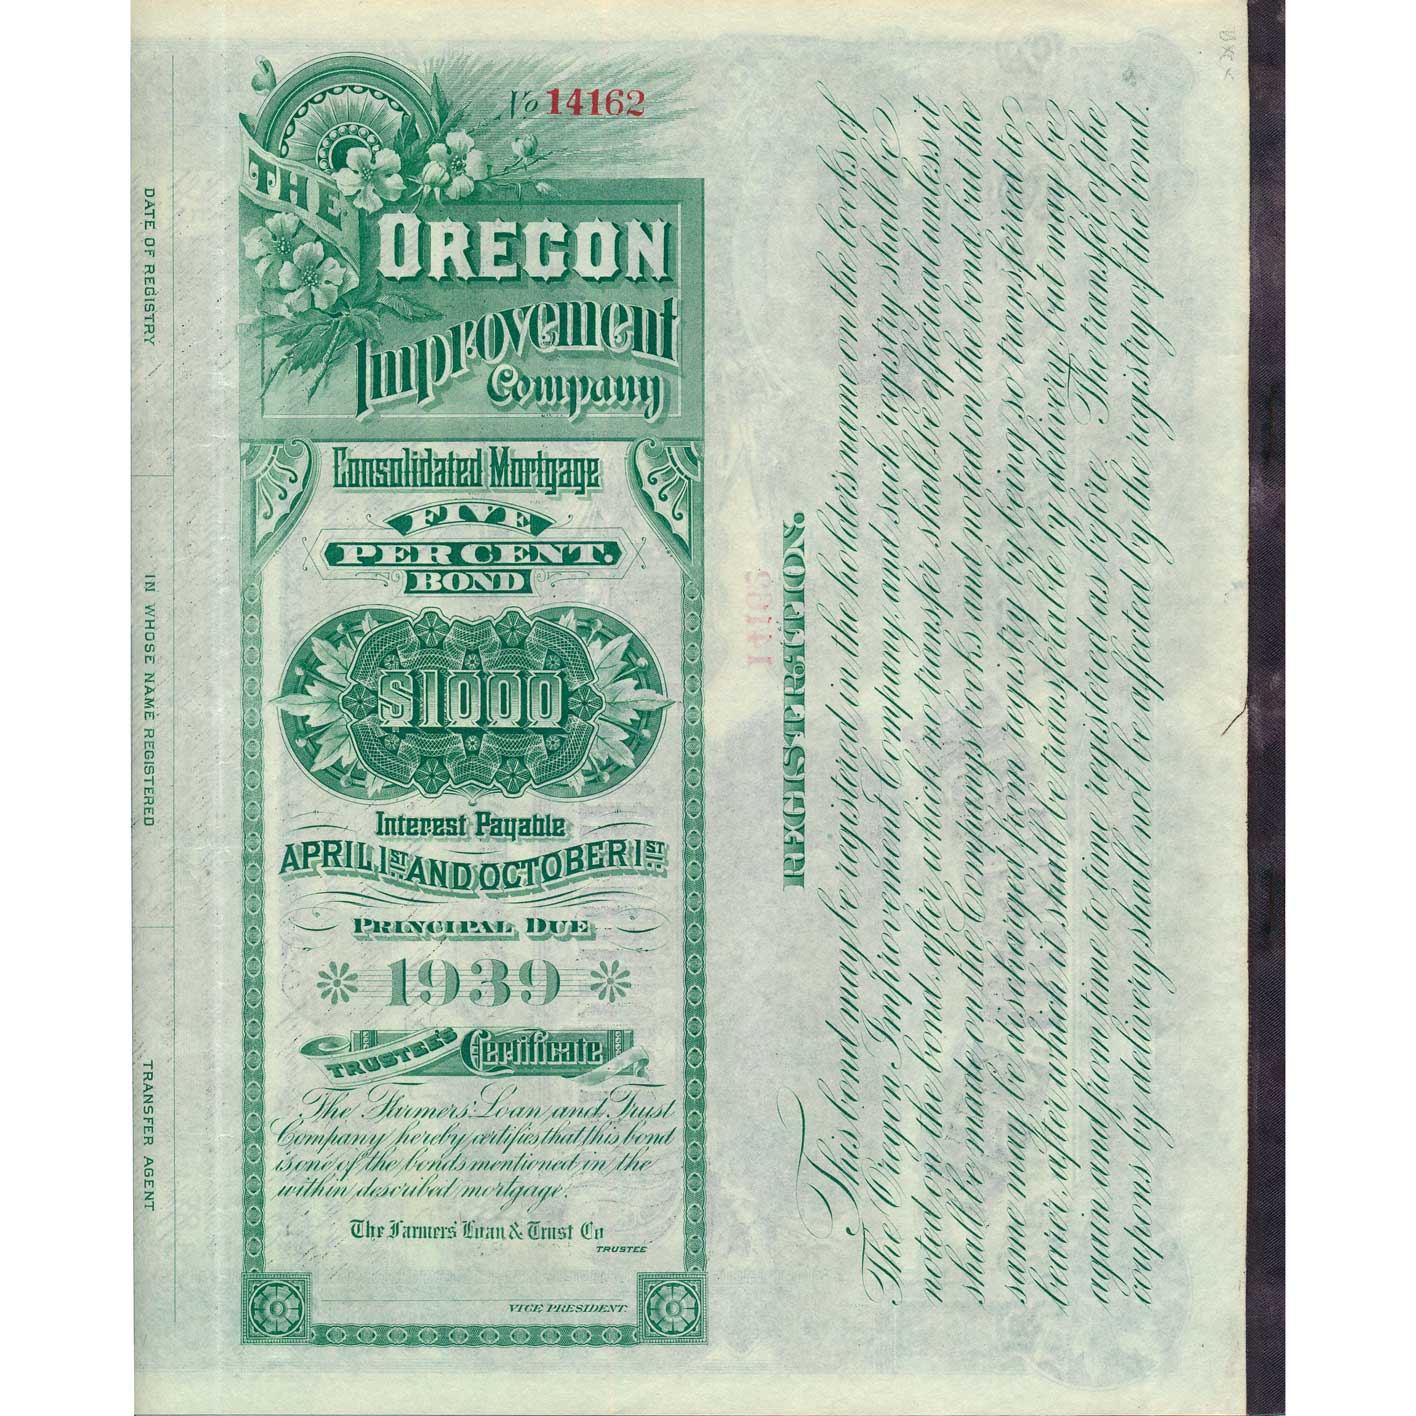 No 14162
THE
OREGON
Improvement
Company
Consolidated Mortgage
FIVE
PER CENT.
BOND
$1000
Interest Payable
APRIL 1ST AND OCTOBER 1ST
PRINCIPAL DUE
1939
TRUSTEE'S Certificate
The Farmers' Loan and Trust
Company hereby certifies that this bond
is one of the bonds mentioned in the
within described mortgage.
The Farmers' Loan & Trust Co
TRUSTEE
VICE PRESIDENT.
REGISTRATION.
This bond may be registered in the holder's name on the books of
The Oregon Improvement Company, and such registry shall be
noted on the bond, after which no transfer shall be effectual unless it
shall be made on the Company's books and noted on the bond, but the
same may be discharged from registry by being so transferred to
bearer, after which it shall be transferable by delivery, but may be
again and from time to time registered as before. The transfer of the
coupons by delivery shall not be affected by the registry of the bond.
DATE OF REGISTRY
IN WHOSE NAME REGISTERED
TRANSFER AGENT